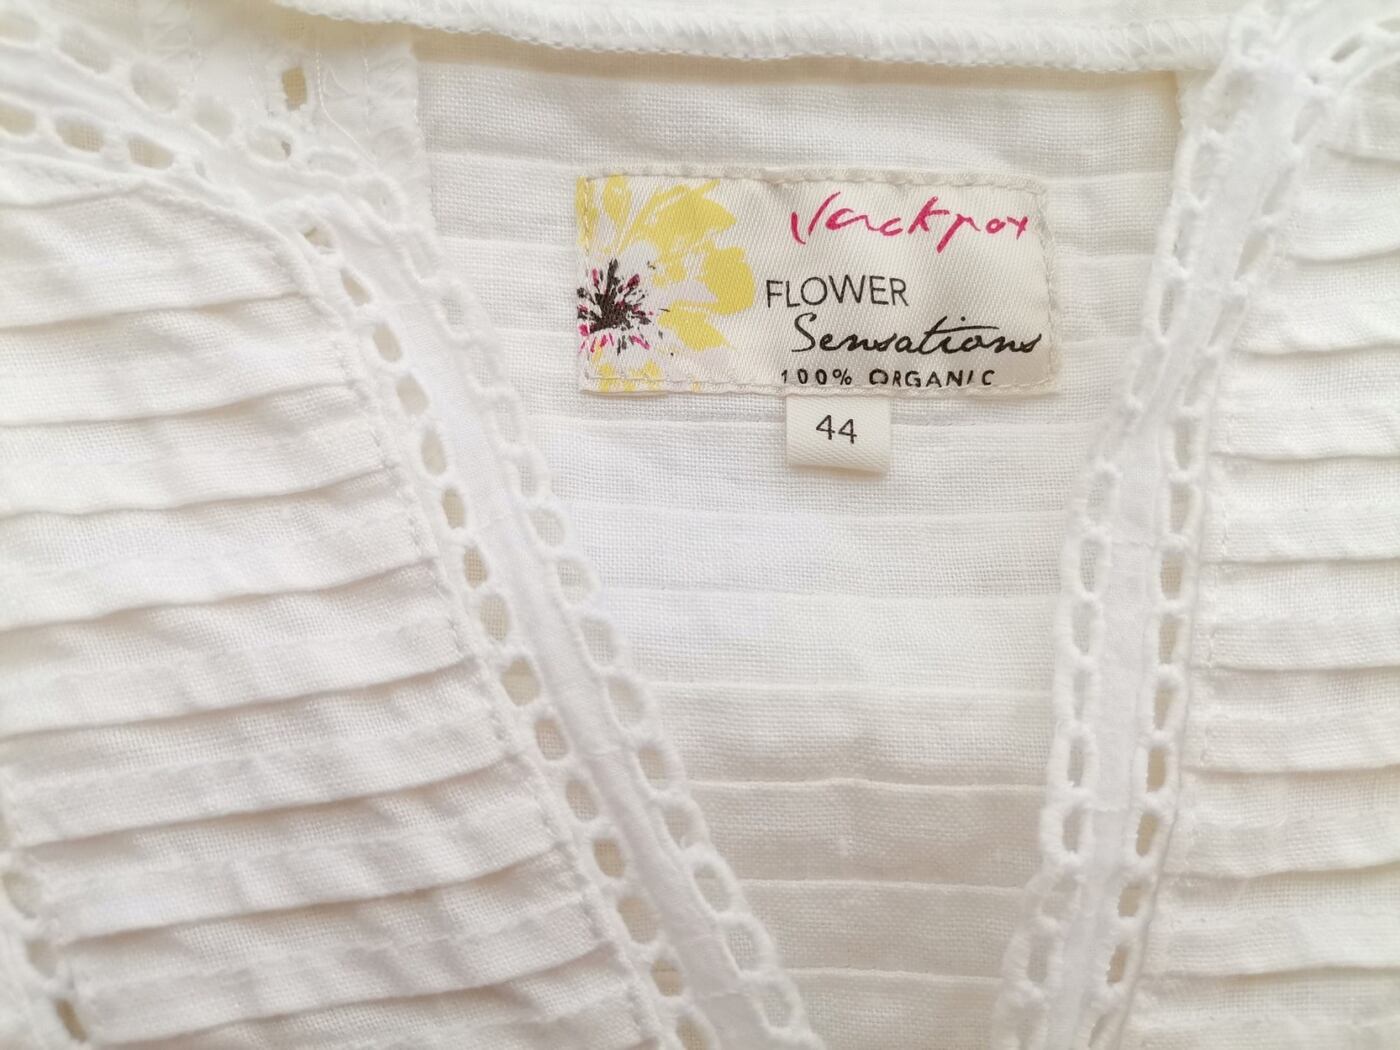 Jackpot
FLOWER
Sensations
100% ORGANIC
44